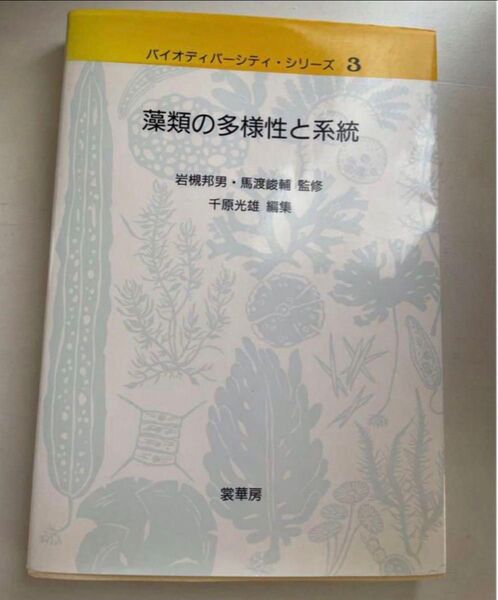 バイオディバーシティ・シリーズ 3
藻類の多様性と系統
岩槻邦男・馬渡峻輔 監修
千原光雄 編集
裳華房